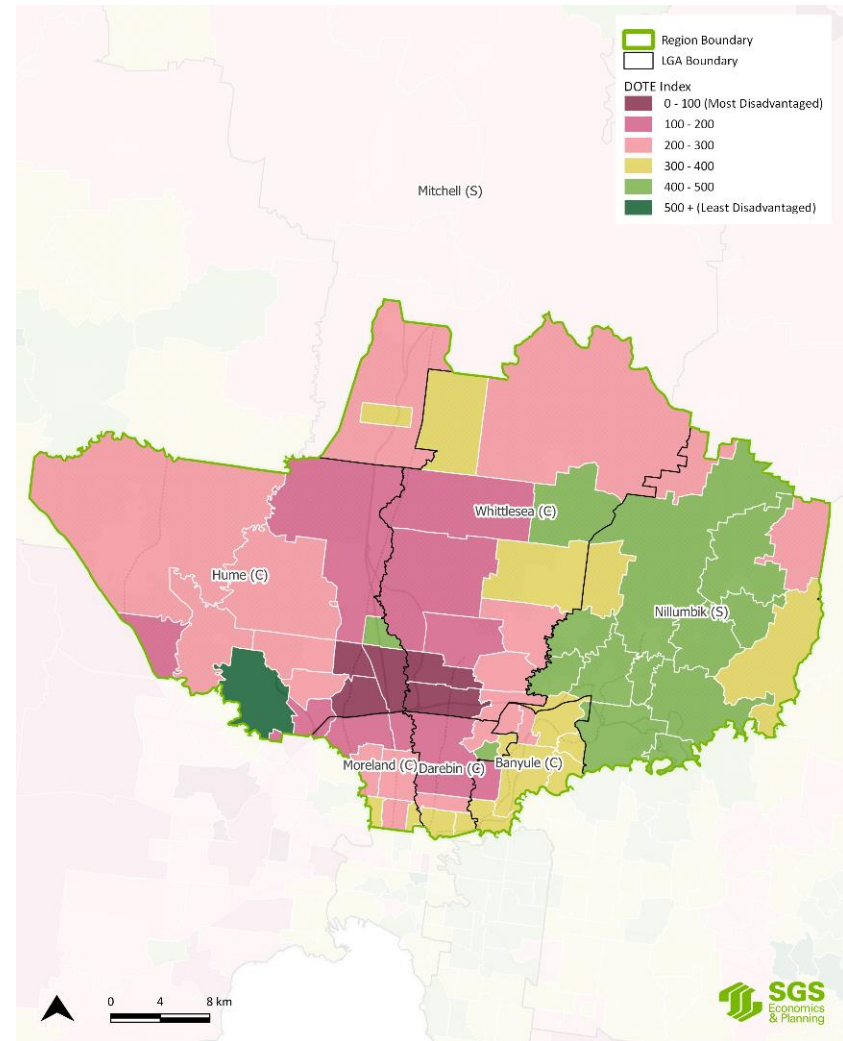 Region Boundary
LGA Boundary
DOTE Index
0 - 100 (Most Disadvantaged)
100 - 200
200 - 300
300 - 400
400 - 500
500 + (Least Disadvantaged)
Mitchell (S)
Whittlesea (C)
Hume (C)
Nillumbik (S)
Moreland (C)
Darebin (C)
Banyule (C)
0 4 8 km
SGS
Economics
& Planning